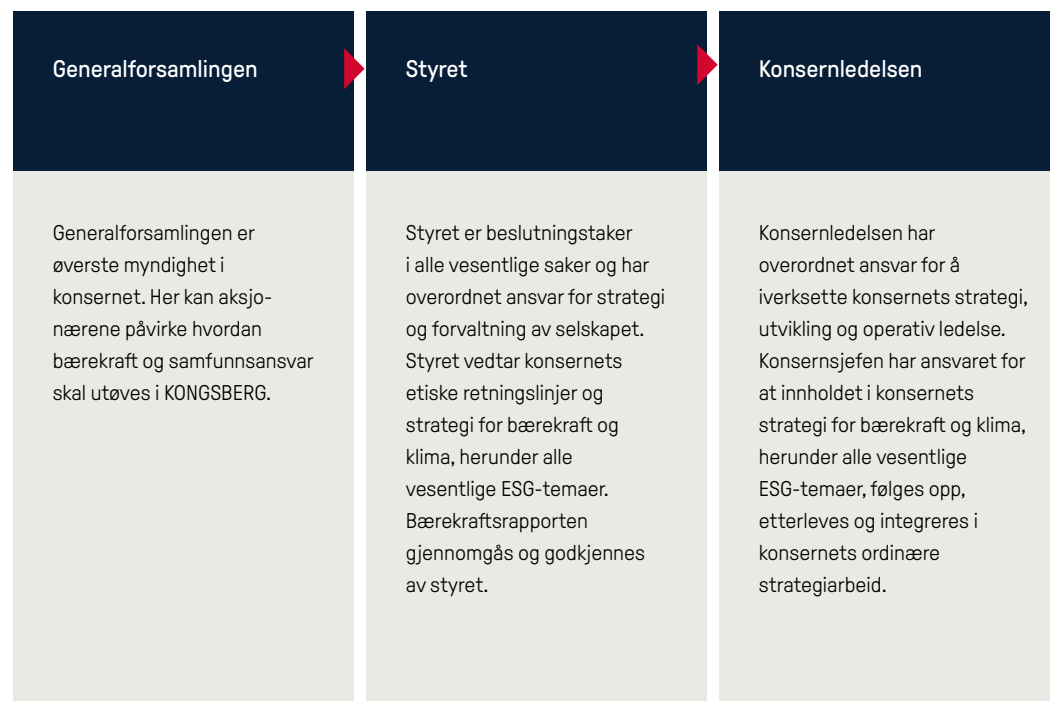 Generalforsamlingen
Generalforsamlingen er
øverste myndighet i
konsernet. Her kan aksjo-
nærene påvirke hvordan
bærekraft og samfunnsansvar
skal utøves i KONGSBERG.
Styret
Styret er beslutningstaker
i alle vesentlige saker og har
overordnet ansvar for strategi
og forvaltning av selskapet.
Styret vedtar konsernets
etiske retningslinjer og
strategi for bærekraft og
klima, herunder alle
vesentlige ESG-temaer.
Bærekraftsrapporten
gjennomgås og godkjennes
av styret.
Konsernledelsen
Konsernledelsen har
overordnet ansvar for å
iverksette konsernets strategi,
utvikling og operativ ledelse.
Konsernsjefen har ansvaret for
at innholdet i konsernets
strategi for bærekraft og klima,
herunder alle vesentlige
ESG-temaer, følges opp,
etterleves og integreres i
konsernets ordinære
strategiarbeid.